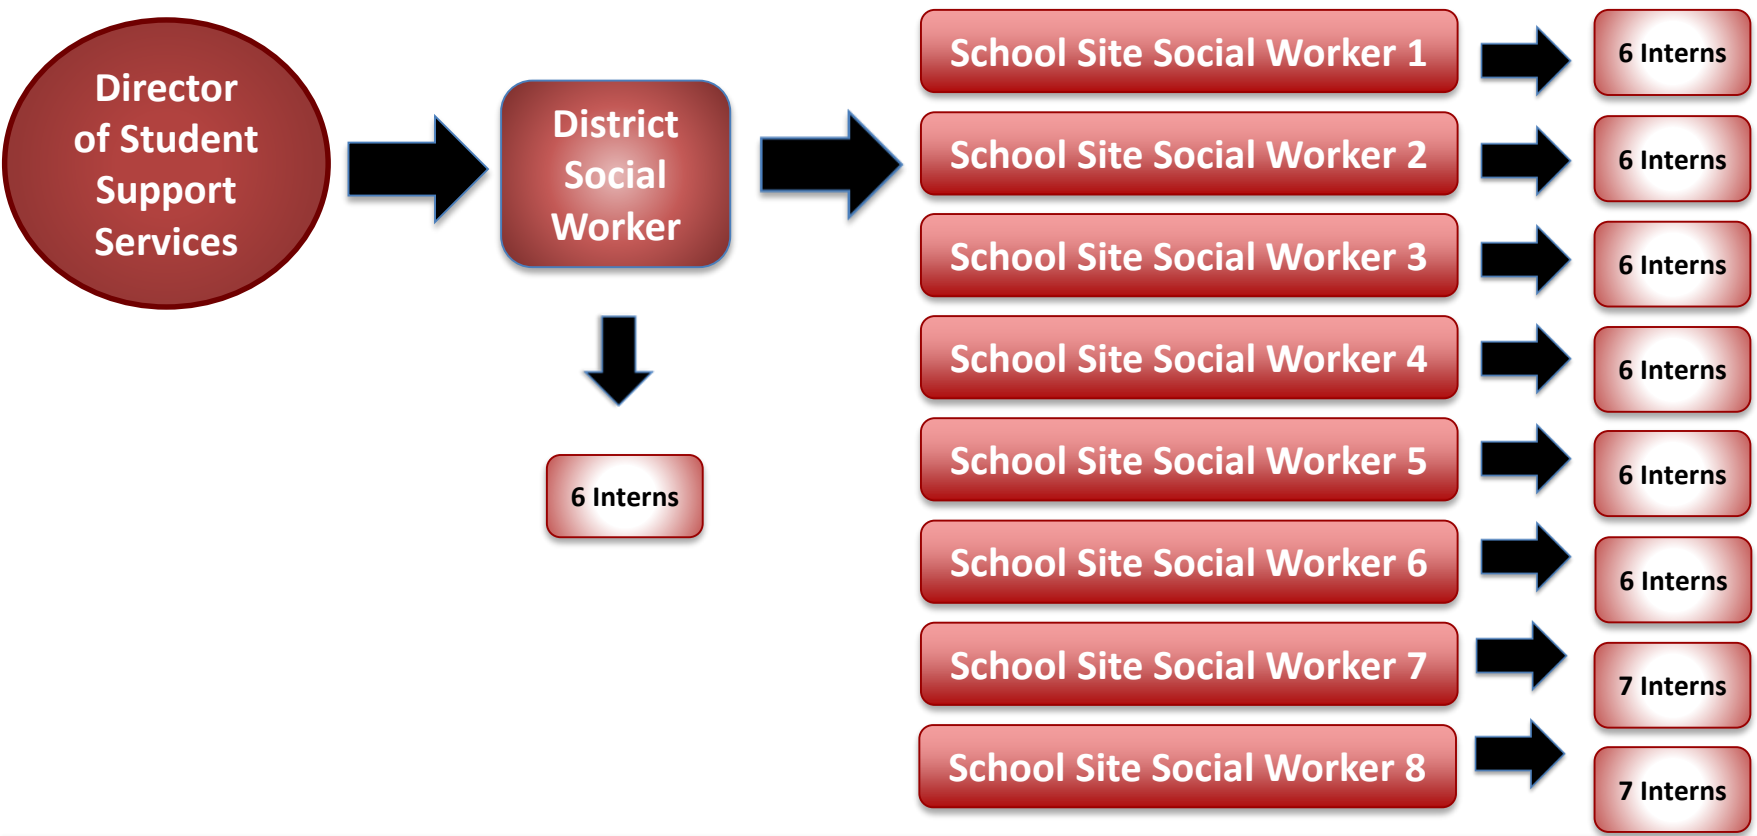 Director
of Student
Support
Services
District
Social
Worker
6 Interns
School Site Social Worker 1
6 Interns
School Site Social Worker 2
6 Interns
School Site Social Worker 3
6 Interns
School Site Social Worker 4
6 Interns
School Site Social Worker 5
6 Interns
School Site Social Worker 6
6 Interns
School Site Social Worker 7
7 Interns
School Site Social Worker 8
7 Interns